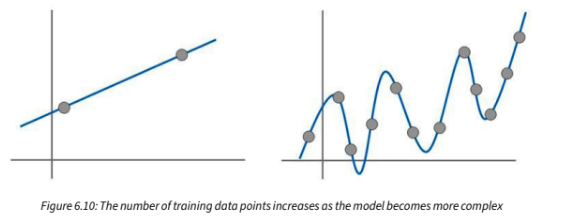 Figure 6.10: The number of training data points increases as the model becomes more complex